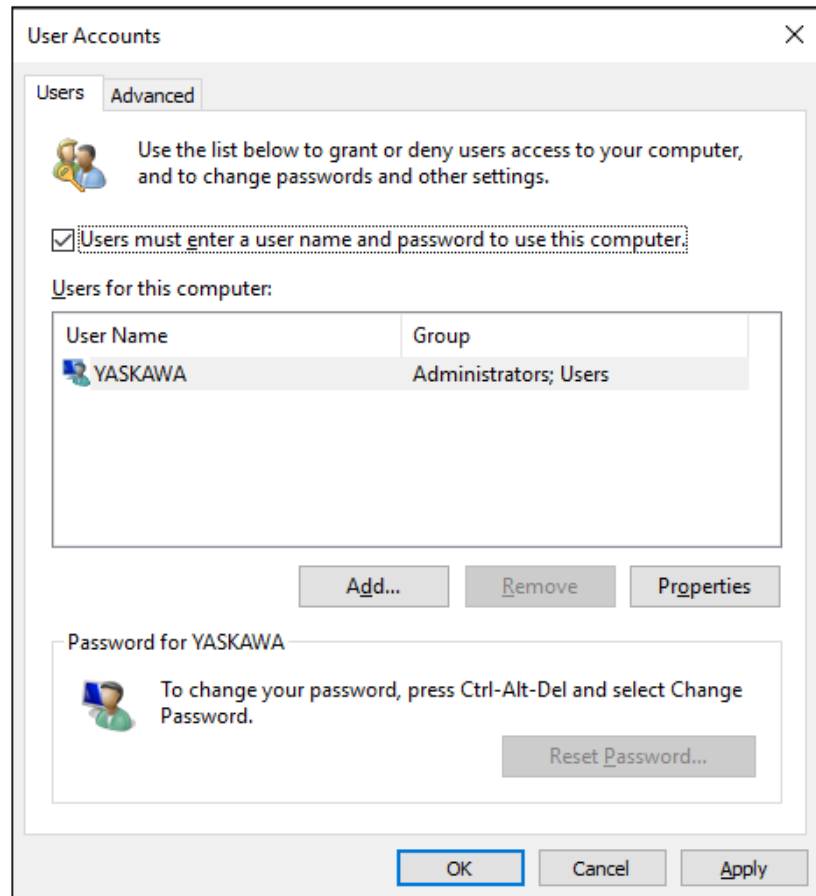 User Accounts
Users
Advanced
Use the list below to grant or deny users access to your computer,
and to change passwords and other settings.
Users must enter a user name and password to use this computer.
Users for this computer:
User Name Group
YASKAWA Administrators; Users
Add... Remove Properties
Password for YASKAWA
To change your password, press Ctrl-Alt-Del and select Change
Password.
Reset Password...
OK Cancel Apply